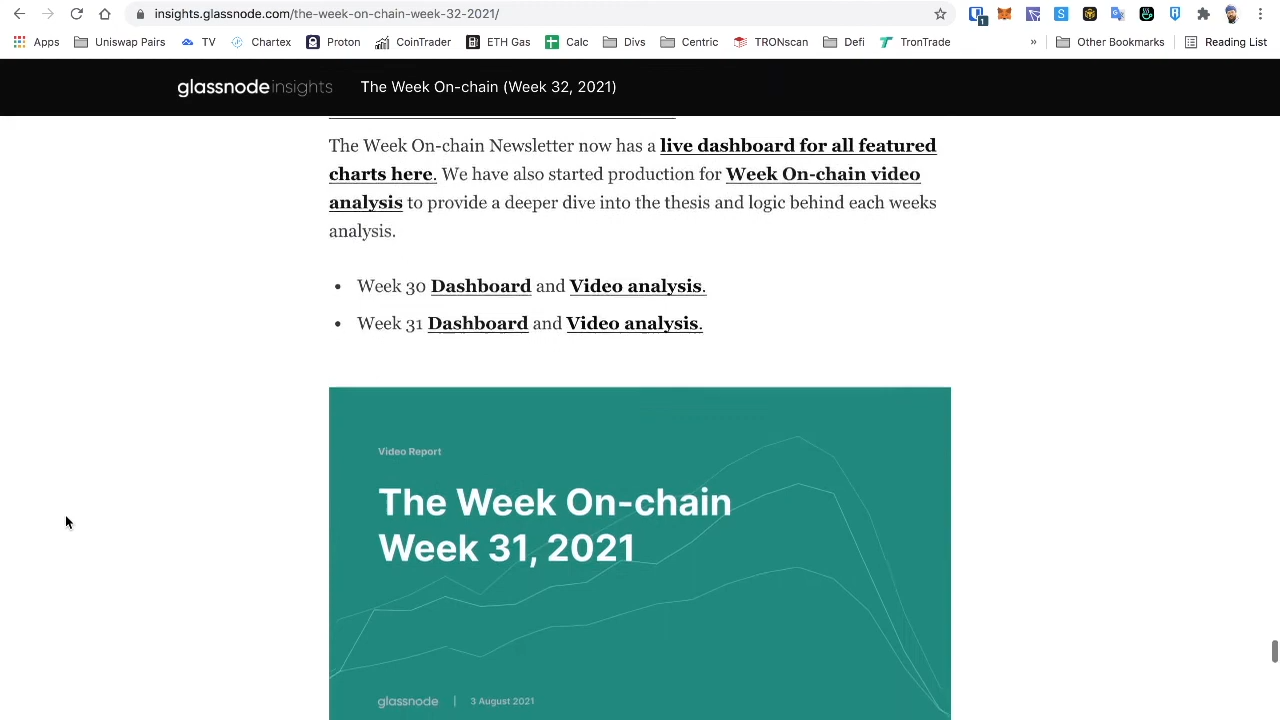 insights.glassnode.com/the-week-on-chain-week-32-2021/
1
Apps Uniswap Pairs TV Chartex Proton CoinTrader ETH Gas Calc Divs Centric TRONscan Defi TronTrade » Other Bookmarks Reading List
glassnode insights The Week On-chain (Week 32, 2021)
The Week On-chain Newsletter now has a live dashboard for all featured
charts here. We have also started production for Week On-chain video
analysis to provide a deeper dive into the thesis and logic behind each weeks
analysis.
• Week 30 Dashboard and Video analysis.
• Week 31 Dashboard and Video analysis.
Video Report
The Week On-chain
Week 31, 2021
glassnode | 3 August 2021